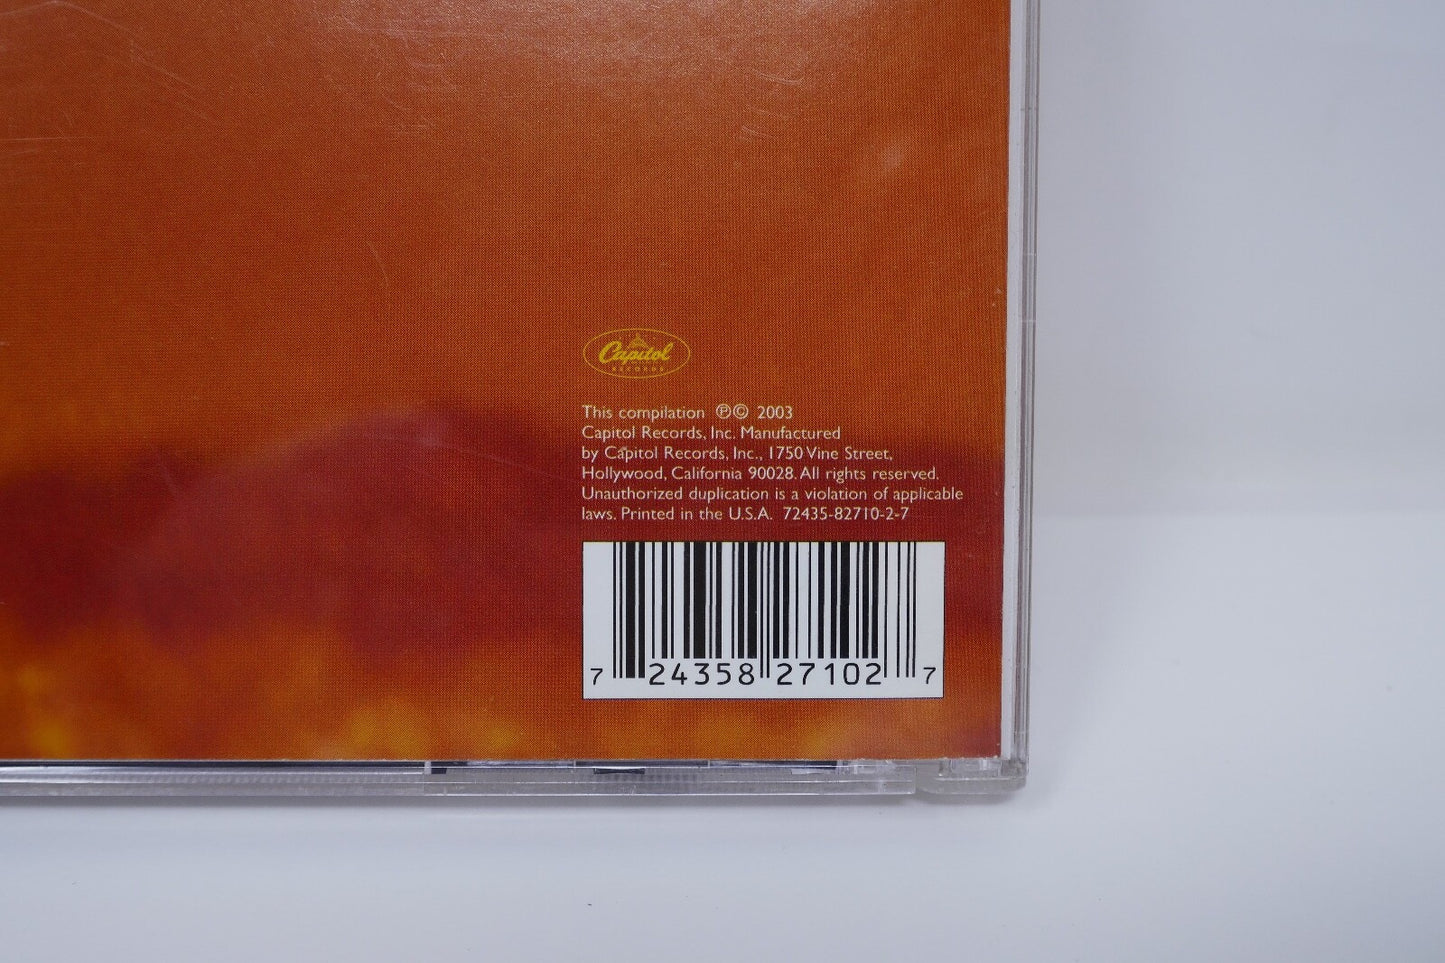 Capitol
RECORDS
This compilation ℗© 2003
Capitol Records, Inc. Manufactured
by Capitol Records, Inc., 1750 Vine Street,
Hollywood, California 90028. All rights reserved.
Unauthorized duplication is a violation of applicable
laws. Printed in the U.S.A. 72435-82710-2-7
7 24358 27102 7